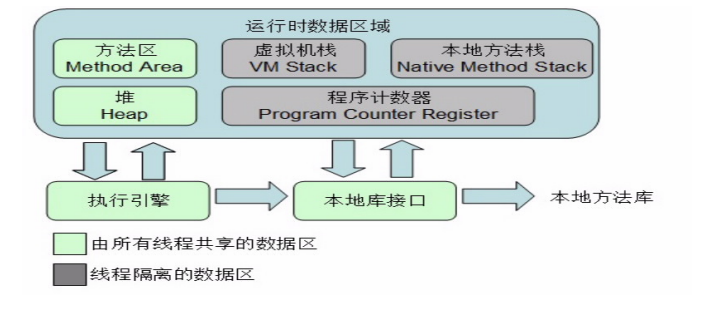 运行时数据区域
方法区
Method Area
虚拟机栈
VM Stack
本地方法栈
Native Method Stack
堆
Heap
程序计数器
Program Counter Register
执行引擎
本地库接口
本地方法库
由所有线程共享的数据区
线程隔离的数据区